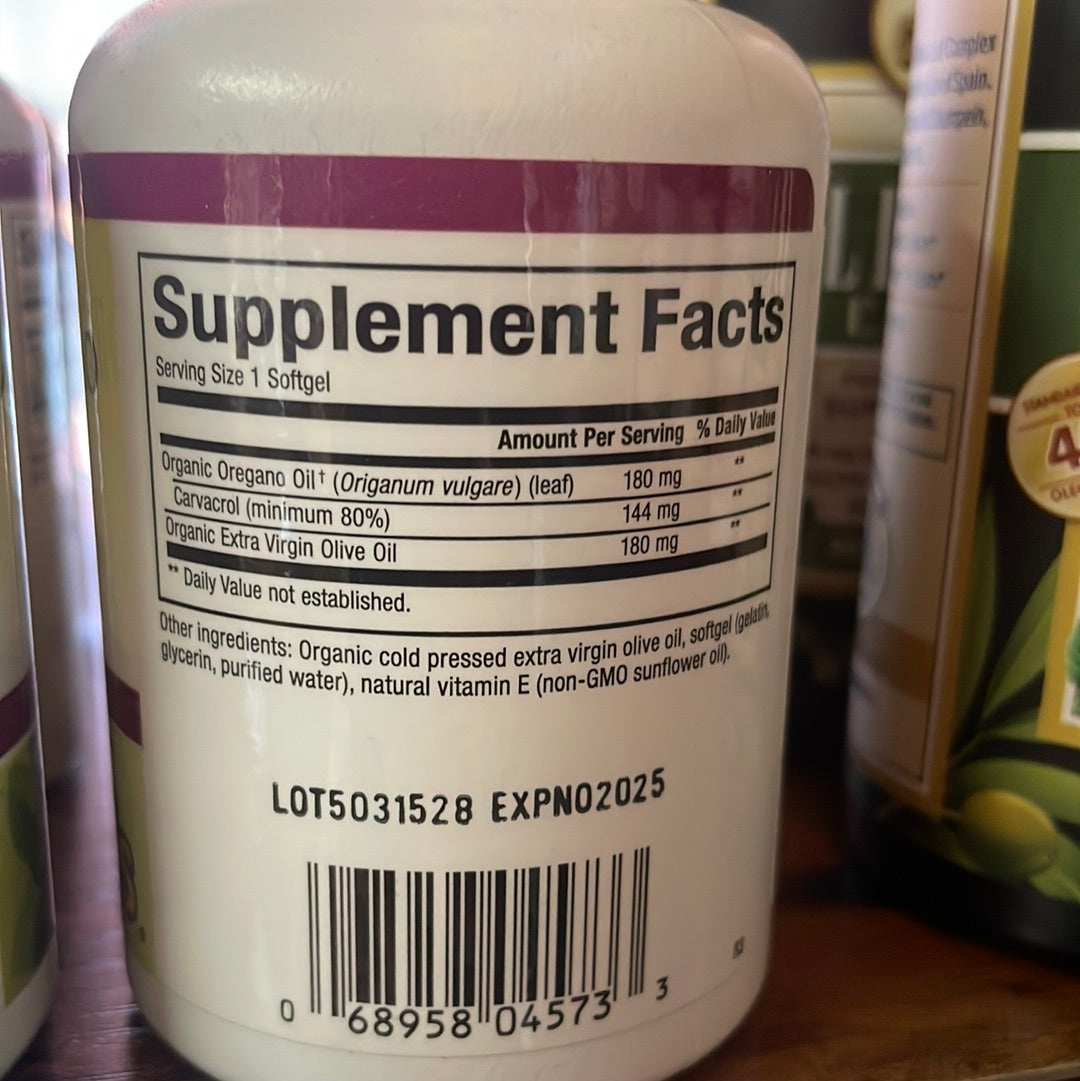 Supplement Facts
Serving Size 1 Softgel
Amount Per Serving % Daily Value
Organic Oregano Oil† (Origanum vulgare) (leaf) 180 mg **
Carvacrol (minimum 80%) 144 mg **
Organic Extra Virgin Olive Oil 180 mg **
** Daily Value not established.
Other ingredients: Organic cold pressed extra virgin olive oil, softgel (gelatin,
glycerin, purified water), natural vitamin E (non-GMO sunflower oil).
LOT5031528 EXPNO2025
0 68958 04573 3
Spain.
4